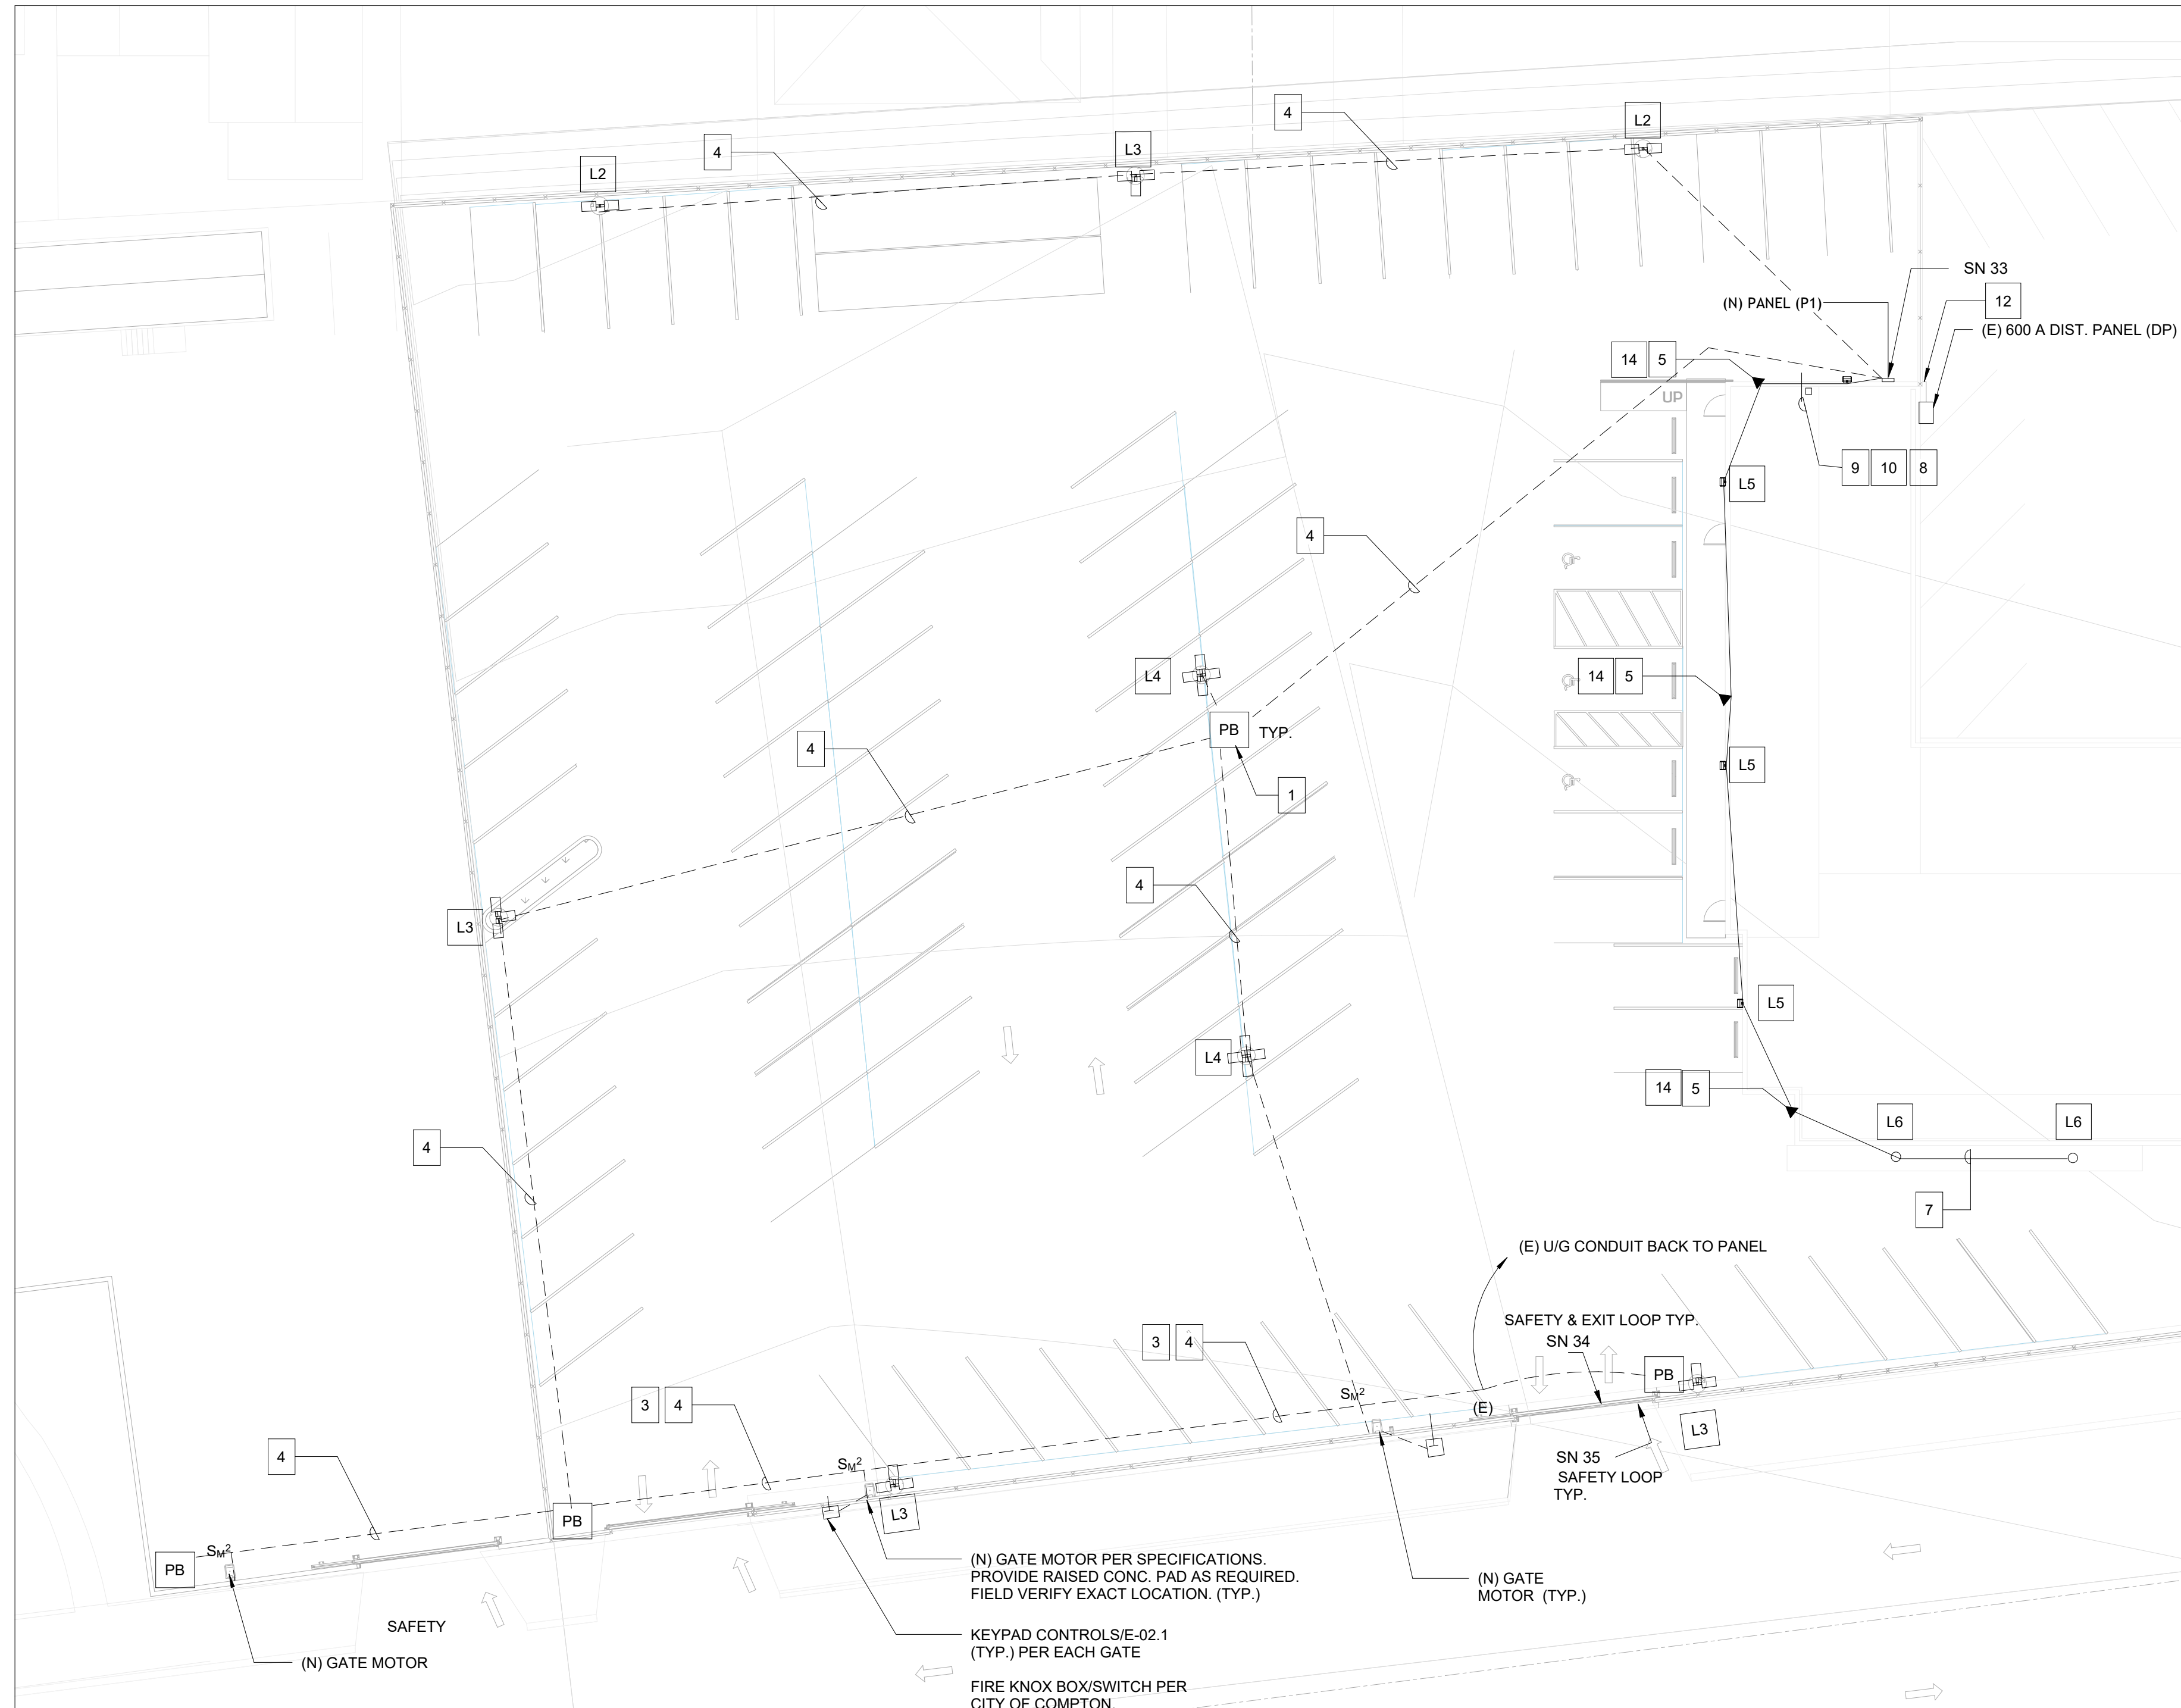 4
L2
4
L3
L2
SN 33
(N) PANEL (P1)
12
(E) 600 A DIST. PANEL (DP)
14 5
UP
9 10 8
L5
4
14 5
L4
PB TYP.
4
L5
1
4
L3
L5
L4
14 5
L6
L6
4
7
(E) U/G CONDUIT BACK TO PANEL
SAFETY & EXIT LOOP TYP.
SN 34
3 4
PB
SM2
(E)
3 4
L3
4
SM2
SN 35
SAFETY LOOP
TYP.
L3
PB
SM2
PB
(N) GATE MOTOR PER SPECIFICATIONS.
PROVIDE RAISED CONC. PAD AS REQUIRED.
FIELD VERIFY EXACT LOCATION. (TYP.)
(N) GATE
MOTOR (TYP.)
SAFETY
(N) GATE MOTOR
KEYPAD CONTROLS/E-02.1
(TYP.) PER EACH GATE
FIRE KNOX BOX/SWITCH PER
CITY OF COMPTON.